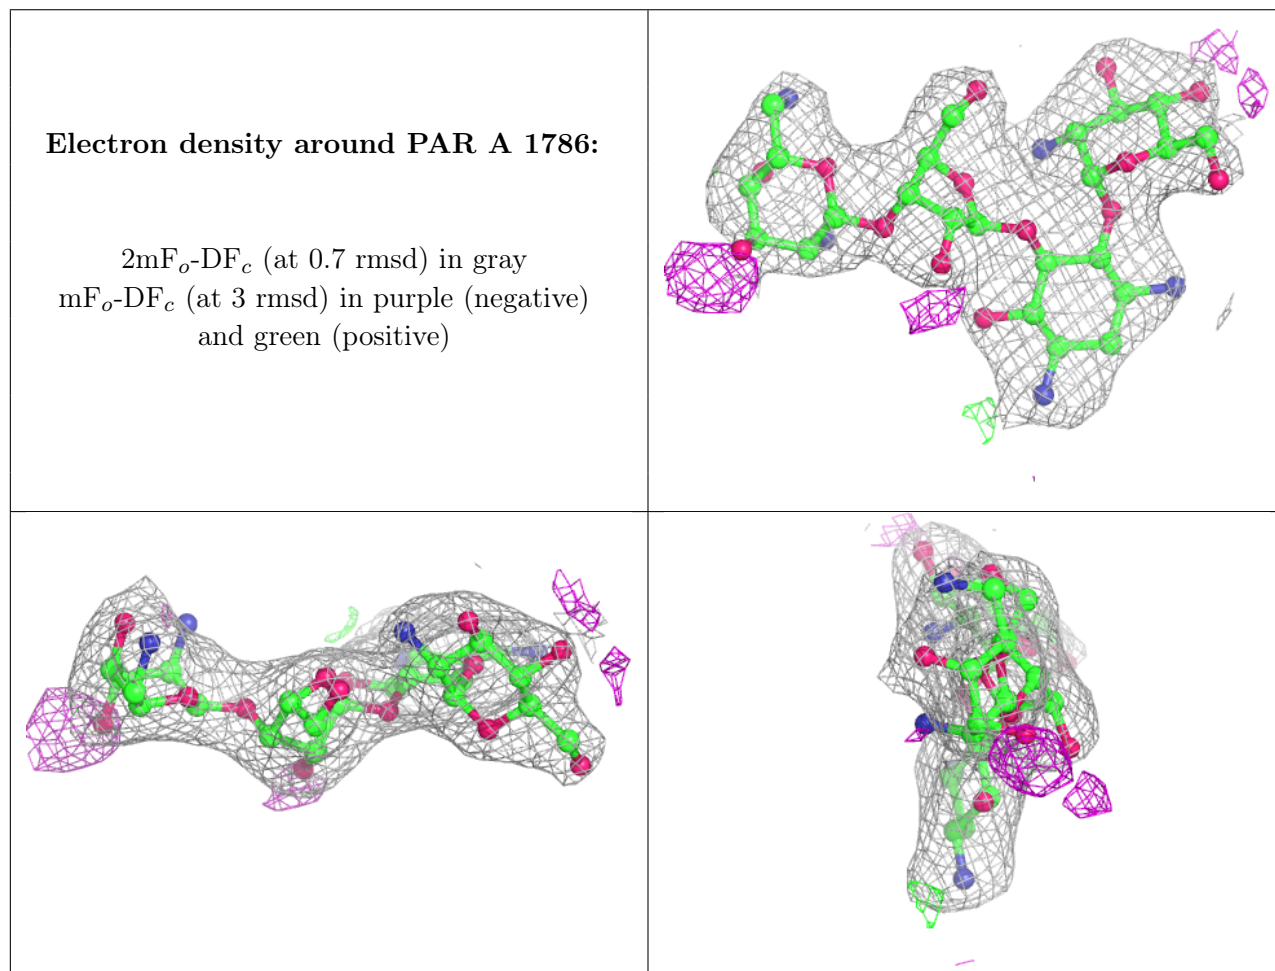 Electron density around PAR A 1786:
2mFo-DFc (at 0.7 rmsd) in gray
mFo-DFc (at 3 rmsd) in purple (negative)
and green (positive)